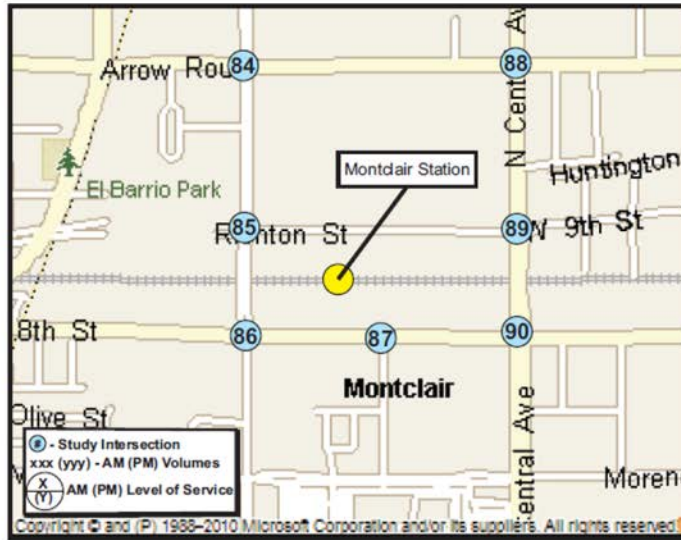 84
88
Arrow Rou
N Cent
Av
Montclair Station
Huntington
El Barrio Park
85
R nton St
89
N 9th St
8th St
86
87
90
Montclair
Central Ave
Olive St
Moren
# - Study Intersection
xxx (yyy) - AM (PM) Volumes
X
(Y)
AM (PM) Level of Service
Copyright © and (P) 1988–2010 Microsoft Corporation and/or its suppliers. All rights reserved.